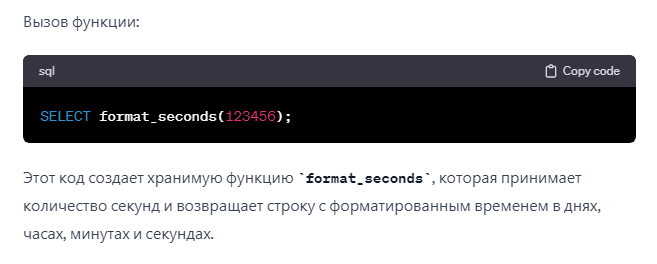 Вызов функции:
sql Copy code
SELECT format_seconds(123456);
Этот код создает хранимую функцию `format_seconds`, которая принимает
количество секунд и возвращает строку с форматированным временем в днях,
часах, минутах и секундах.